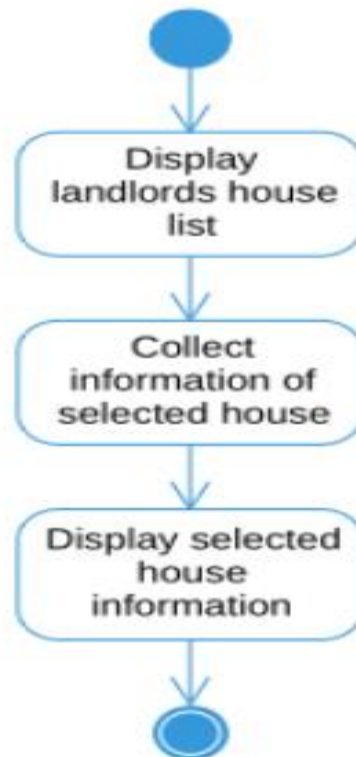 Display
landlords house
list
Collect
information of
selected house
Display selected
house
information